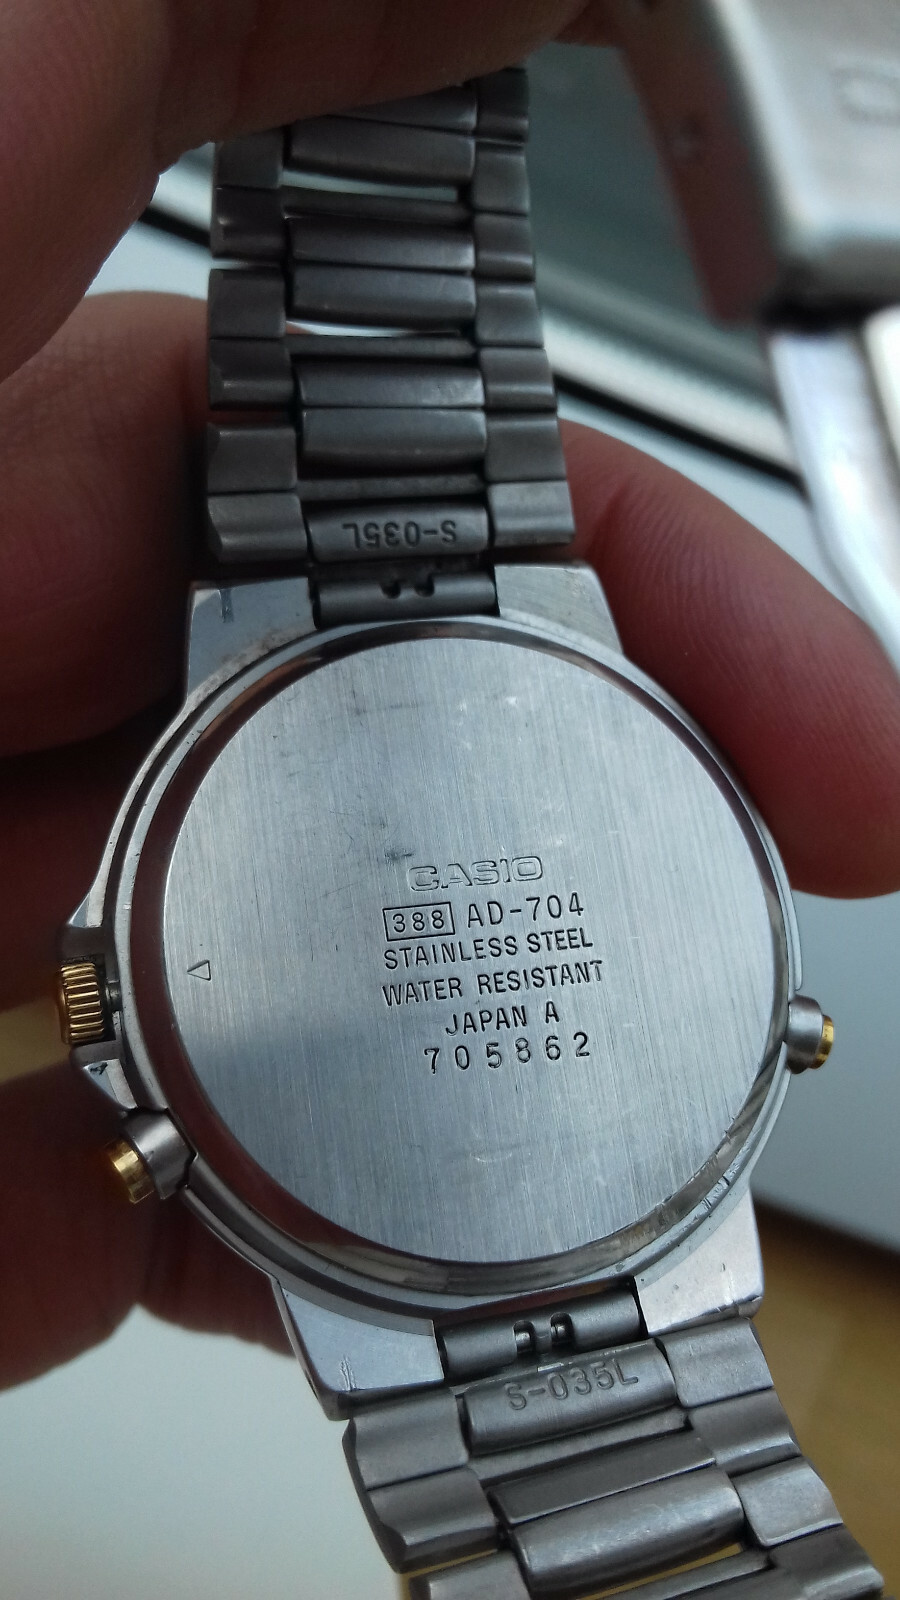 S-035L
CASIO
388 AD-704
STAINLESS STEEL
WATER RESISTANT
JAPAN A
705862
S-035L